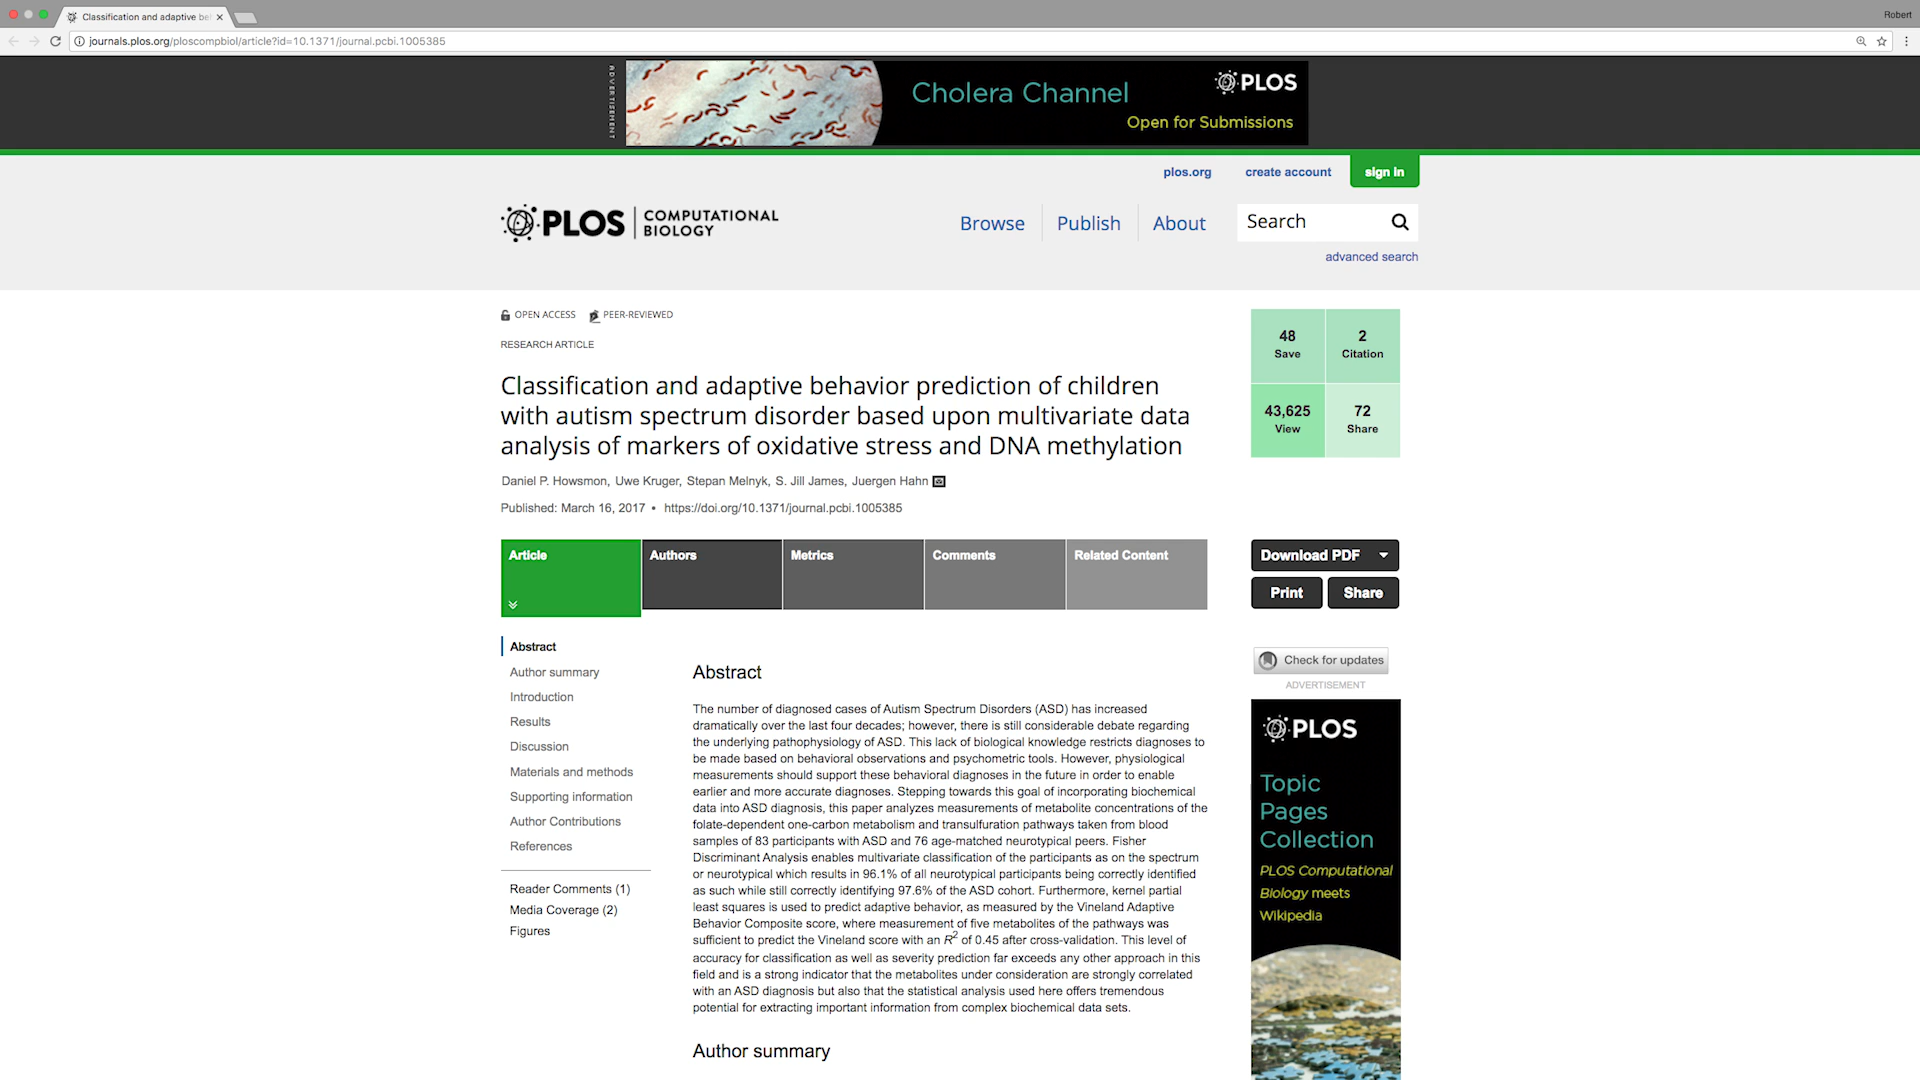 Classification and adaptive be
Robert
journals.plos.org/ploscompbiol/article?id=10.1371/journal.pcbi.1005385
ADVERTISEMENT
Cholera Channel
PLOS
Open for Submissions
plos.org
create account
sign in
PLOS
COMPUTATIONAL
BIOLOGY
Browse
Publish
About
Search
advanced search
OPEN ACCESS
PEER-REVIEWED
RESEARCH ARTICLE
Classification and adaptive behavior prediction of children
with autism spectrum disorder based upon multivariate data
analysis of markers of oxidative stress and DNA methylation
Daniel P. Howsmon, Uwe Kruger, Stepan Melnyk, S. Jill James, Juergen Hahn
Published: March 16, 2017 • https://doi.org/10.1371/journal.pcbi.1005385
48
Save
2
Citation
43,625
View
72
Share
Article
Authors
Metrics
Comments
Related Content
Download PDF
Print
Share
Abstract
Author summary
Introduction
Results
Discussion
Materials and methods
Supporting information
Author Contributions
References
Reader Comments (1)
Media Coverage (2)
Figures
Abstract
The number of diagnosed cases of Autism Spectrum Disorders (ASD) has increased
dramatically over the last four decades; however, there is still considerable debate regarding
the underlying pathophysiology of ASD. This lack of biological knowledge restricts diagnoses to
be made based on behavioral observations and psychometric tools. However, physiological
measurements should support these behavioral diagnoses in the future in order to enable
earlier and more accurate diagnoses. Stepping towards this goal of incorporating biochemical
data into ASD diagnosis, this paper analyzes measurements of metabolite concentrations of the
folate-dependent one-carbon metabolism and transulfuration pathways taken from blood
samples of 83 participants with ASD and 76 age-matched neurotypical peers. Fisher
Discriminant Analysis enables multivariate classification of the participants as on the spectrum
or neurotypical which results in 96.1% of all neurotypical participants being correctly identified
as such while still correctly identifying 97.6% of the ASD cohort. Furthermore, kernel partial
least squares is used to predict adaptive behavior, as measured by the Vineland Adaptive
Behavior Composite score, where measurement of five metabolites of the pathways was
sufficient to predict the Vineland score with an R2 of 0.45 after cross-validation. This level of
accuracy for classification as well as severity prediction far exceeds any other approach in this
field and is a strong indicator that the metabolites under consideration are strongly correlated
with an ASD diagnosis but also that the statistical analysis used here offers tremendous
potential for extracting important information from complex biochemical data sets.
Author summary
Check for updates
ADVERTISEMENT
PLOS
Topic
Pages
Collection
PLOS Computational
Biology meets
Wikipedia